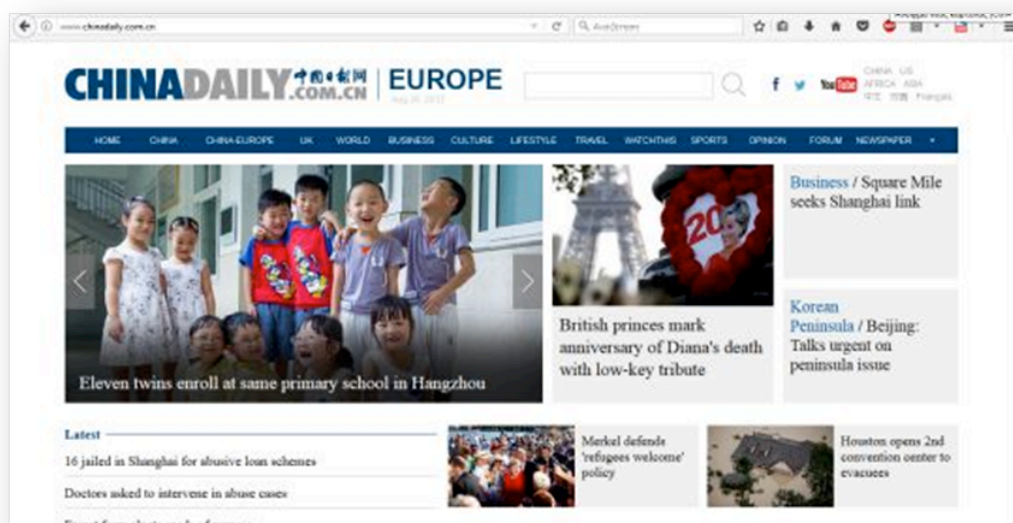 www.chinadaily.com.cn
CHINADAILY 中国日报网
.COM.CN
EUROPE
f
You Tube
CHINA US
AFRICA ASIA
中文 Français
HOME CHINA CHINA-EUROPE UK WORLD BUSINESS CULTURE LIFESTYLE TRAVEL WATCHTHIS SPORTS OPINION FORUM NEWSPAPER
20
Eleven twins enroll at same primary school in Hangzhou
British princes mark
anniversary of Diana's death
with low-key tribute
Business / Square Mile
seeks Shanghai link
Korean
Peninsula / Beijing:
Talks urgent on
peninsula issue
Latest
16 jailed in Shanghai for abusive loan schemes
Doctors asked to intervene in abuse cases
Merkel defends
'refugees welcome'
policy
Houston opens 2nd
convention center to
evacuees